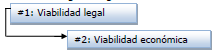 #1: Viabilidad legal
#2: Viabilidad económica